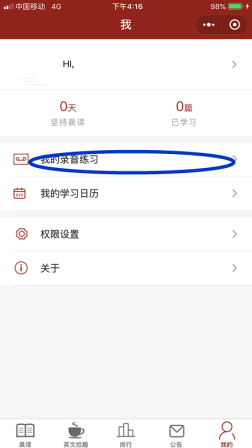 中国移动 4G 下午4:16 98%
我
HI,
0天 0篇
坚持晨读 已学习
我的录音练习
我的学习日历
权限设置
关于
晨读 英文拾趣 排行 公告 我的